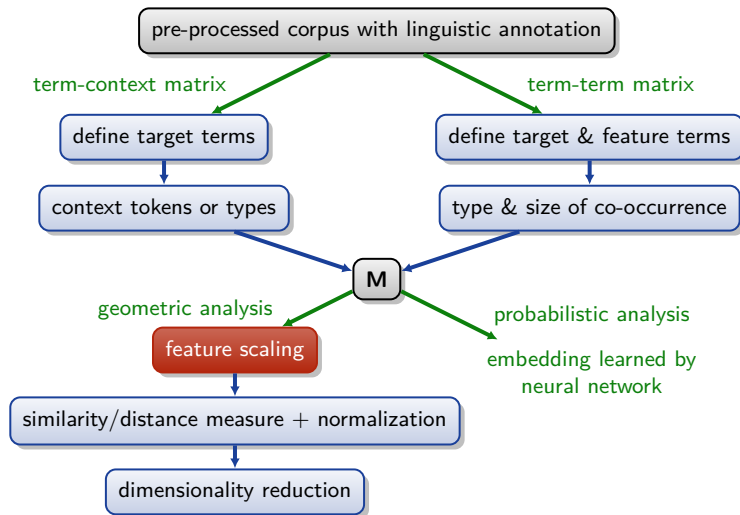 pre-processed corpus with linguistic annotation
term-context matrix
term-term matrix
define target terms
define target & feature terms
context tokens or types
type & size of co-occurrence
M
geometric analysis
probabilistic analysis
feature scaling
embedding learned by
neural network
similarity/distance measure + normalization
dimensionality reduction